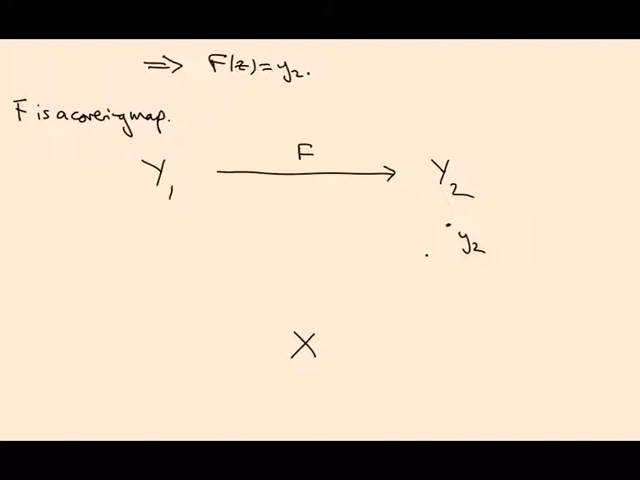 ⇒ F(z)=y₂.
F is a covering map.
F
Y₁ → Y₂
y₂
X